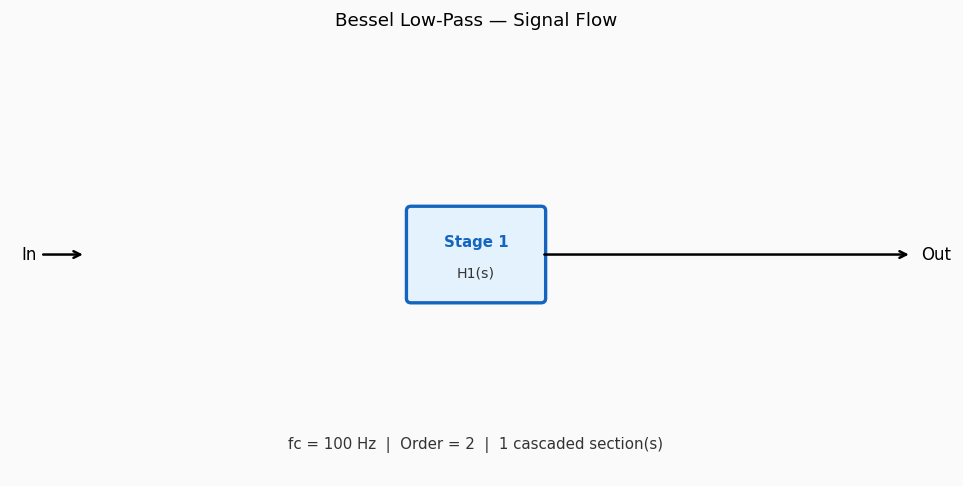 Bessel Low-Pass — Signal Flow
In
Stage 1
H1(s)
Out
fc = 100 Hz | Order = 2 | 1 cascaded section(s)